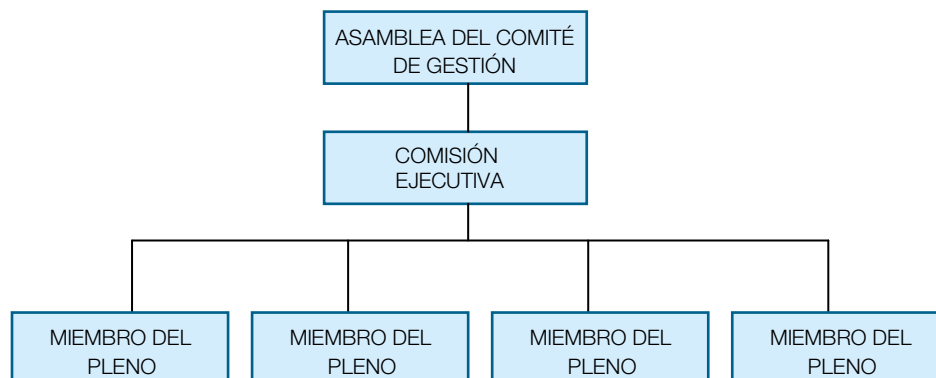 ASAMBLEA DEL COMITÉ
DE GESTIÓN
COMISIÓN
EJECUTIVA
MIEMBRO DEL
PLENO
MIEMBRO DEL
PLENO
MIEMBRO DEL
PLENO
MIEMBRO DEL
PLENO